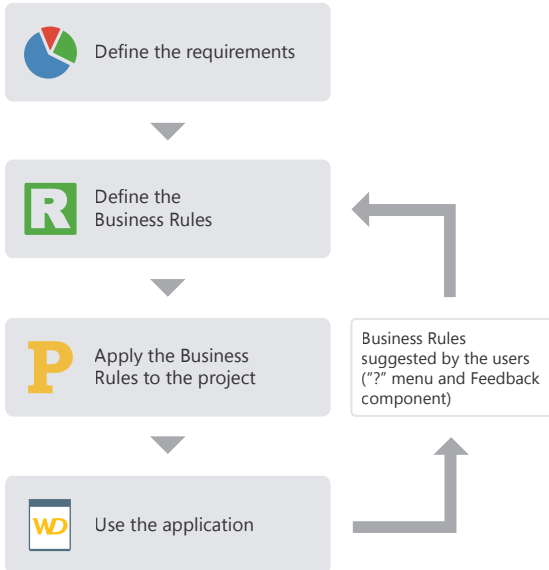 Define the requirements
R
Define the
Business Rules
P
Apply the Business
Rules to the project
Business Rules
suggested by the users
(“?” menu and Feedback
component)
WD
Use the application